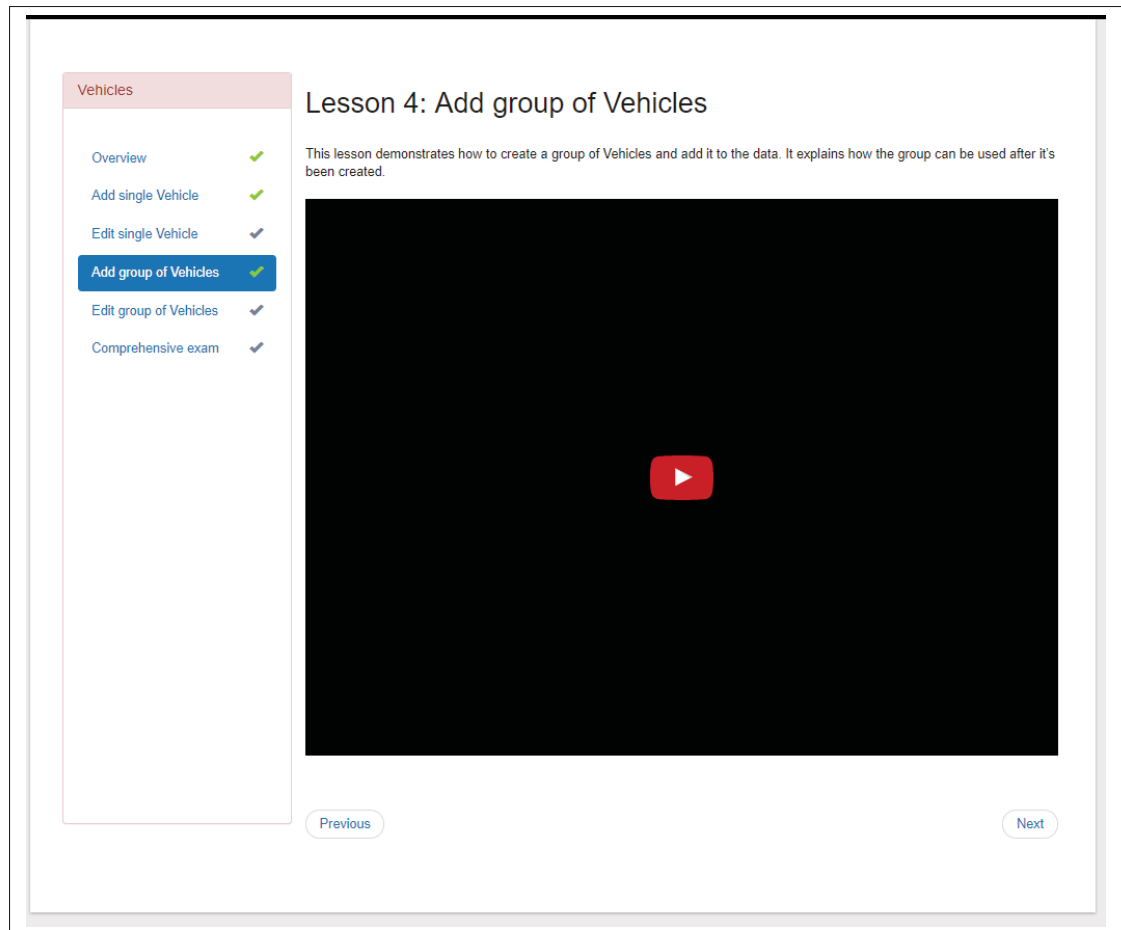 Vehicles
Overview
Add single Vehicle
Edit single Vehicle
Add group of Vehicles
Edit group of Vehicles
Comprehensive exam
Lesson 4: Add group of Vehicles
This lesson demonstrates how to create a group of Vehicles and add it to the data. It explains how the group can be used after it's
been created.
Previous
Next